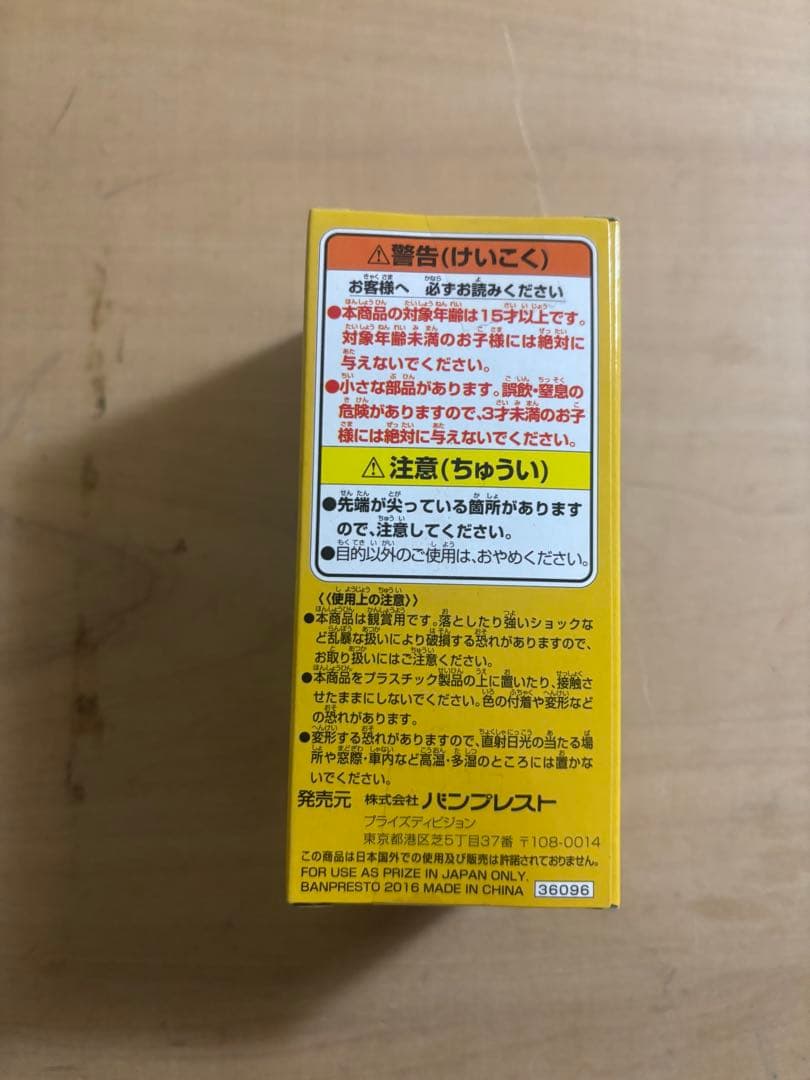 ⚠警告(けいこく)
お客様へ 必ずお読みください
●本商品の対象年齢は15才以上です。
対象年齢未満のお子様には絶対に
与えないでください。
●小さな部品があります。誤飲・窒息の
危険がありますので、3才未満のお子
様には絶対に与えないでください。
⚠注意(ちゅうい)
●先端が尖っている箇所があります
ので、注意してください。
●目的以外のご使用は、おやめください。
《使用上の注意》
●本商品は観賞用です。落としたり強いショックな
ど乱暴な扱いにより破損する恐れがありますので、
お取り扱いにはご注意ください。
●本商品をプラスチック製品の上に置いたり、接触さ
せたままにしないでください。色の付着や変形など
の恐れがあります。
●変形する恐れがありますので、直射日光の当たる場
所や窓際・車内など高温・多湿のところには置かな
いでください。
発売元 株式会社 バンプレスト
プライズディビジョン
東京都港区芝5丁目37番 〒108-0014
この商品は日本国外での使用及び販売は許諾されておりません。
FOR USE AS PRIZE IN JAPAN ONLY.
BANPRESTO 2016 MADE IN CHINA 36096